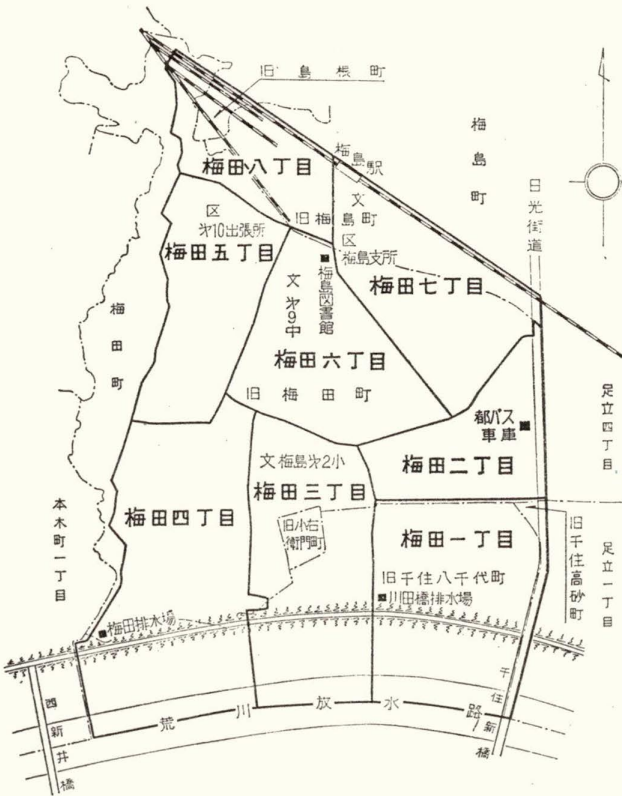 旧島根町
梅田八丁目
梅島駅
梅島町
日光街道
文
旧梅島町
区
㐧10出張所
梅田五丁目
区
梅島支所
梅田七丁目
梅島図書館
文㐧9中
梅田町
梅田六丁目
旧梅田町
足立四丁目
都バス
車庫
梅田二丁目
文梅島㐧2小
梅田三丁目
梅田四丁目
本木町一丁目
旧小右
衛門町
梅田一丁目
旧千住高砂町
足立一丁目
旧千住八千代町
川田橋排水場
梅田排水場
西新井橋
荒川放水路
千住新橋